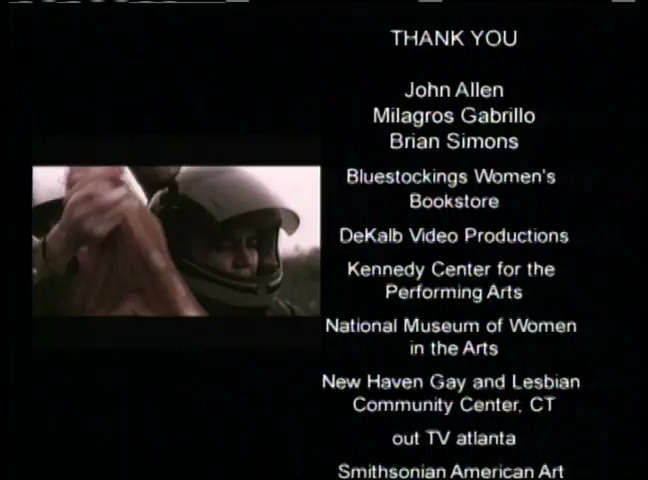 THANK YOU
John Allen
Milagros Gabrillo
Brian Simons
Bluestockings Women's
Bookstore
DeKalb Video Productions
Kennedy Center for the
Performing Arts
National Museum of Women
in the Arts
New Haven Gay and Lesbian
Community Center, CT
out TV atlanta
Smithsonian American Art